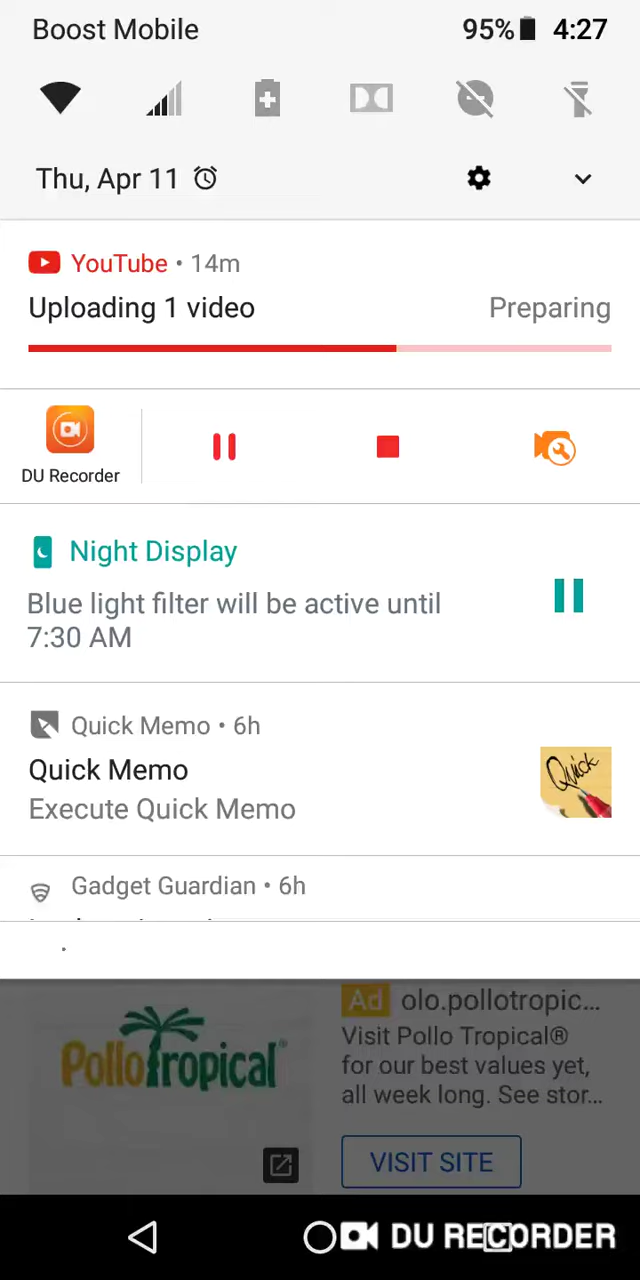 Boost Mobile 95% 4:27
Thu, Apr 11
YouTube • 14m
Uploading 1 video Preparing
DU Recorder
Night Display
Blue light filter will be active until
7:30 AM
Quick Memo • 6h
Quick Memo
Execute Quick Memo
Quick
Gadget Guardian • 6h
PolloTropical®
Ad olo.pollotropic...
Visit Pollo Tropical®
for our best values yet,
all week long. See stor...
VISIT SITE
DU RECORDER